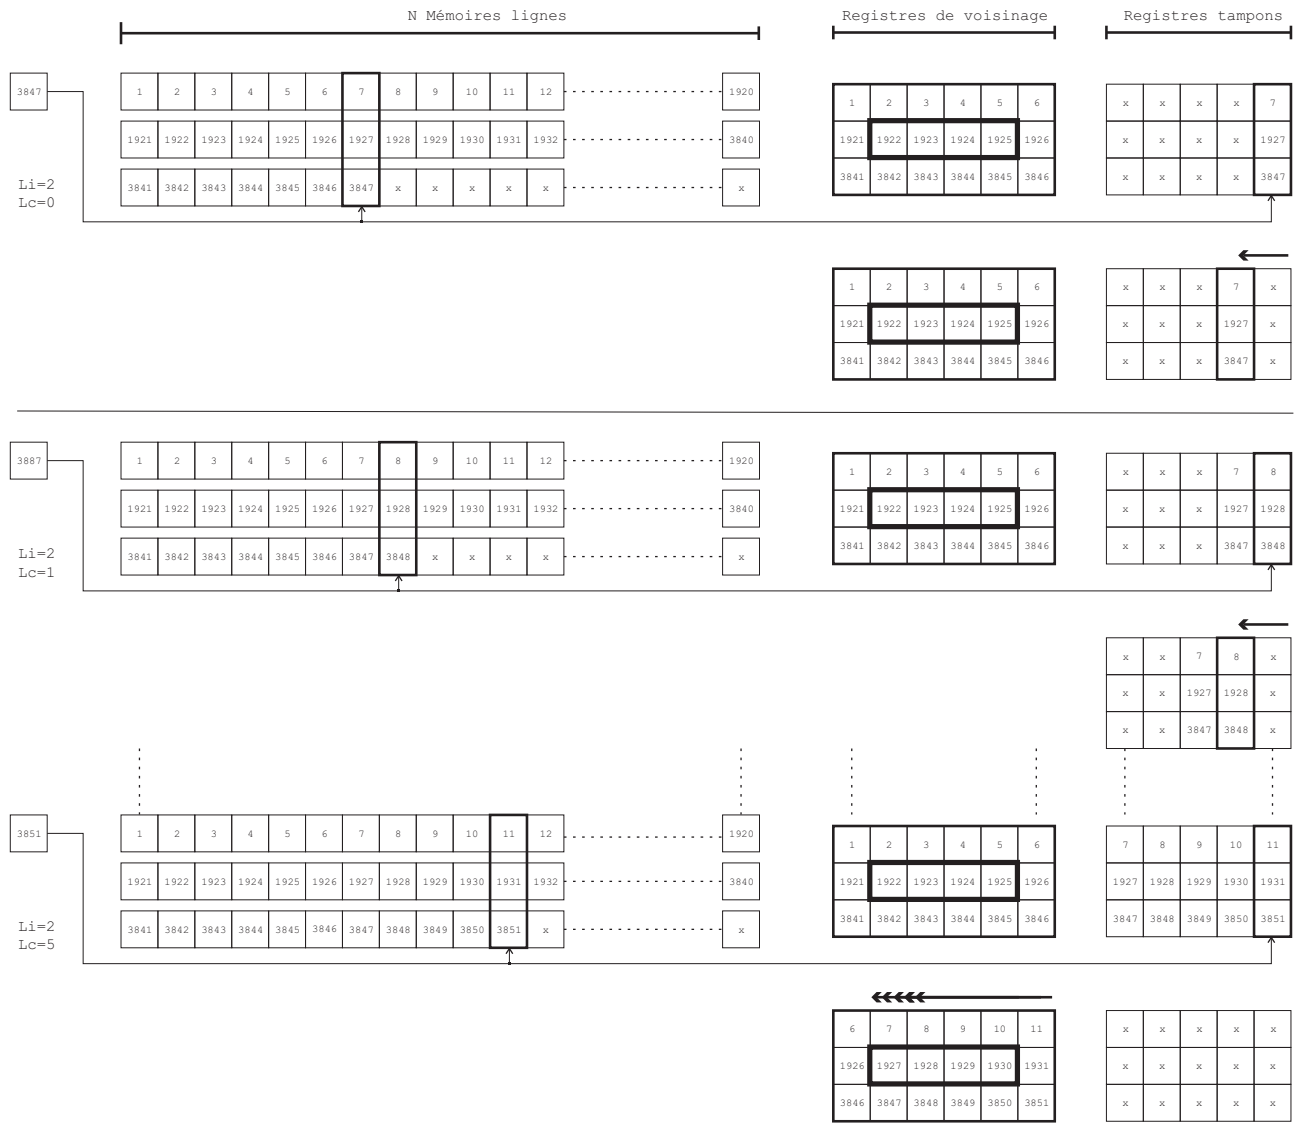 N Mémoires lignes Registres de voisinage Registres tampons
3847 1 2 3 4 5 6 7 8 9 10 11 12 1920 1 2 3 4 5 6 x x x x 7
1921 1922 1923 1924 1925 1926 1927 1928 1929 1930 1931 1932 3840 1921 1922 1923 1924 1925 1926 x x x x 1927
Li=2 3841 3842 3843 3844 3845 3846 3847 x x x x x x 3841 3842 3843 3844 3845 3846 x x x x 3847
Lc=0
1 2 3 4 5 6 x x x 7 x
1921 1922 1923 1924 1925 1926 x x x 1927 x
3841 3842 3843 3844 3845 3846 x x x 3847 x
3887 1 2 3 4 5 6 7 8 9 10 11 12 1920 1 2 3 4 5 6 x x x 7 8
1921 1922 1923 1924 1925 1926 1927 1928 1929 1930 1931 1932 3840 1921 1922 1923 1924 1925 1926 x x x 1927 1928
Li=2 3841 3842 3843 3844 3845 3846 3847 3848 x x x x x 3841 3842 3843 3844 3845 3846 x x x 3847 3848
Lc=1
x x 7 8 x
x x 1927 1928 x
x x 3847 3848 x
3851 1 2 3 4 5 6 7 8 9 10 11 12 1920 1 2 3 4 5 6 7 8 9 10 11
1921 1922 1923 1924 1925 1926 1927 1928 1929 1930 1931 1932 3840 1921 1922 1923 1924 1925 1926 1927 1928 1929 1930 1931
Li=2 3841 3842 3843 3844 3845 3846 3847 3848 3849 3850 3851 x x 3841 3842 3843 3844 3845 3846 3847 3848 3849 3850 3851
Lc=5
6 7 8 9 10 11 x x x x x
1926 1927 1928 1929 1930 1931 x x x x x
3846 3847 3848 3849 3850 3851 x x x x x